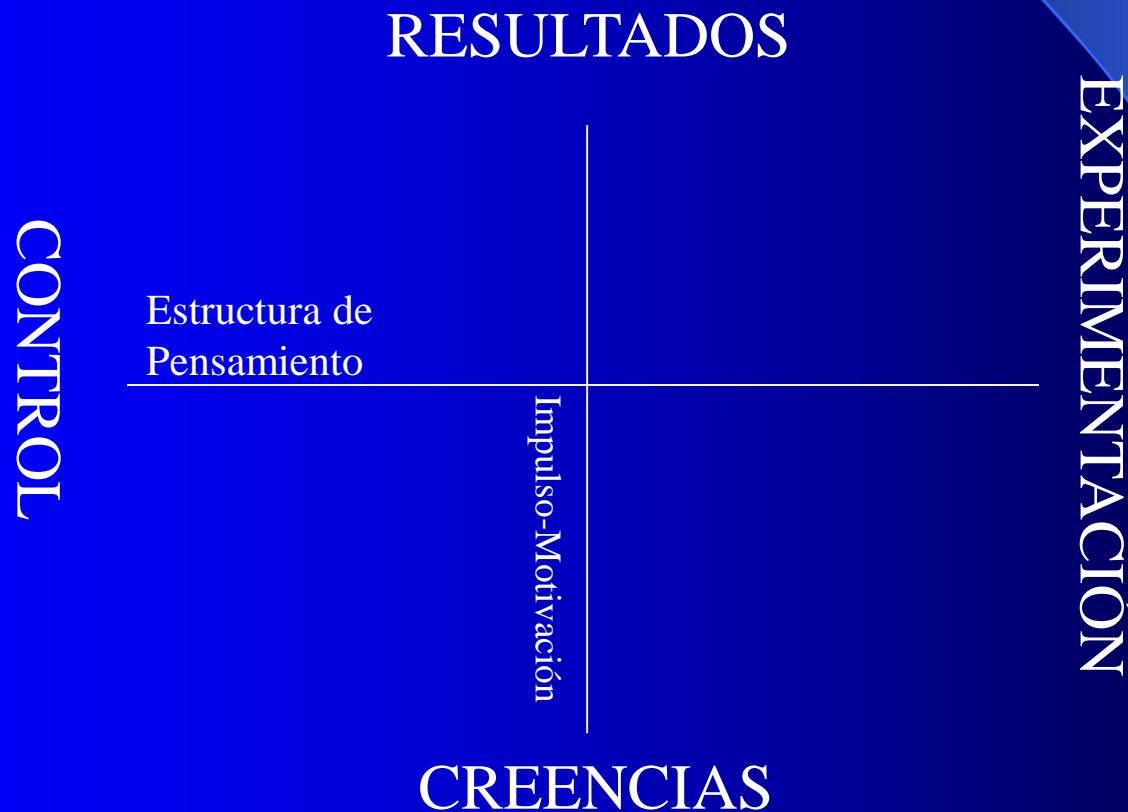 RESULTADOS
EXPERIMENTACIÓN
CONTROL
Estructura de
Pensamiento
Impulso-Motivación
CREENCIAS